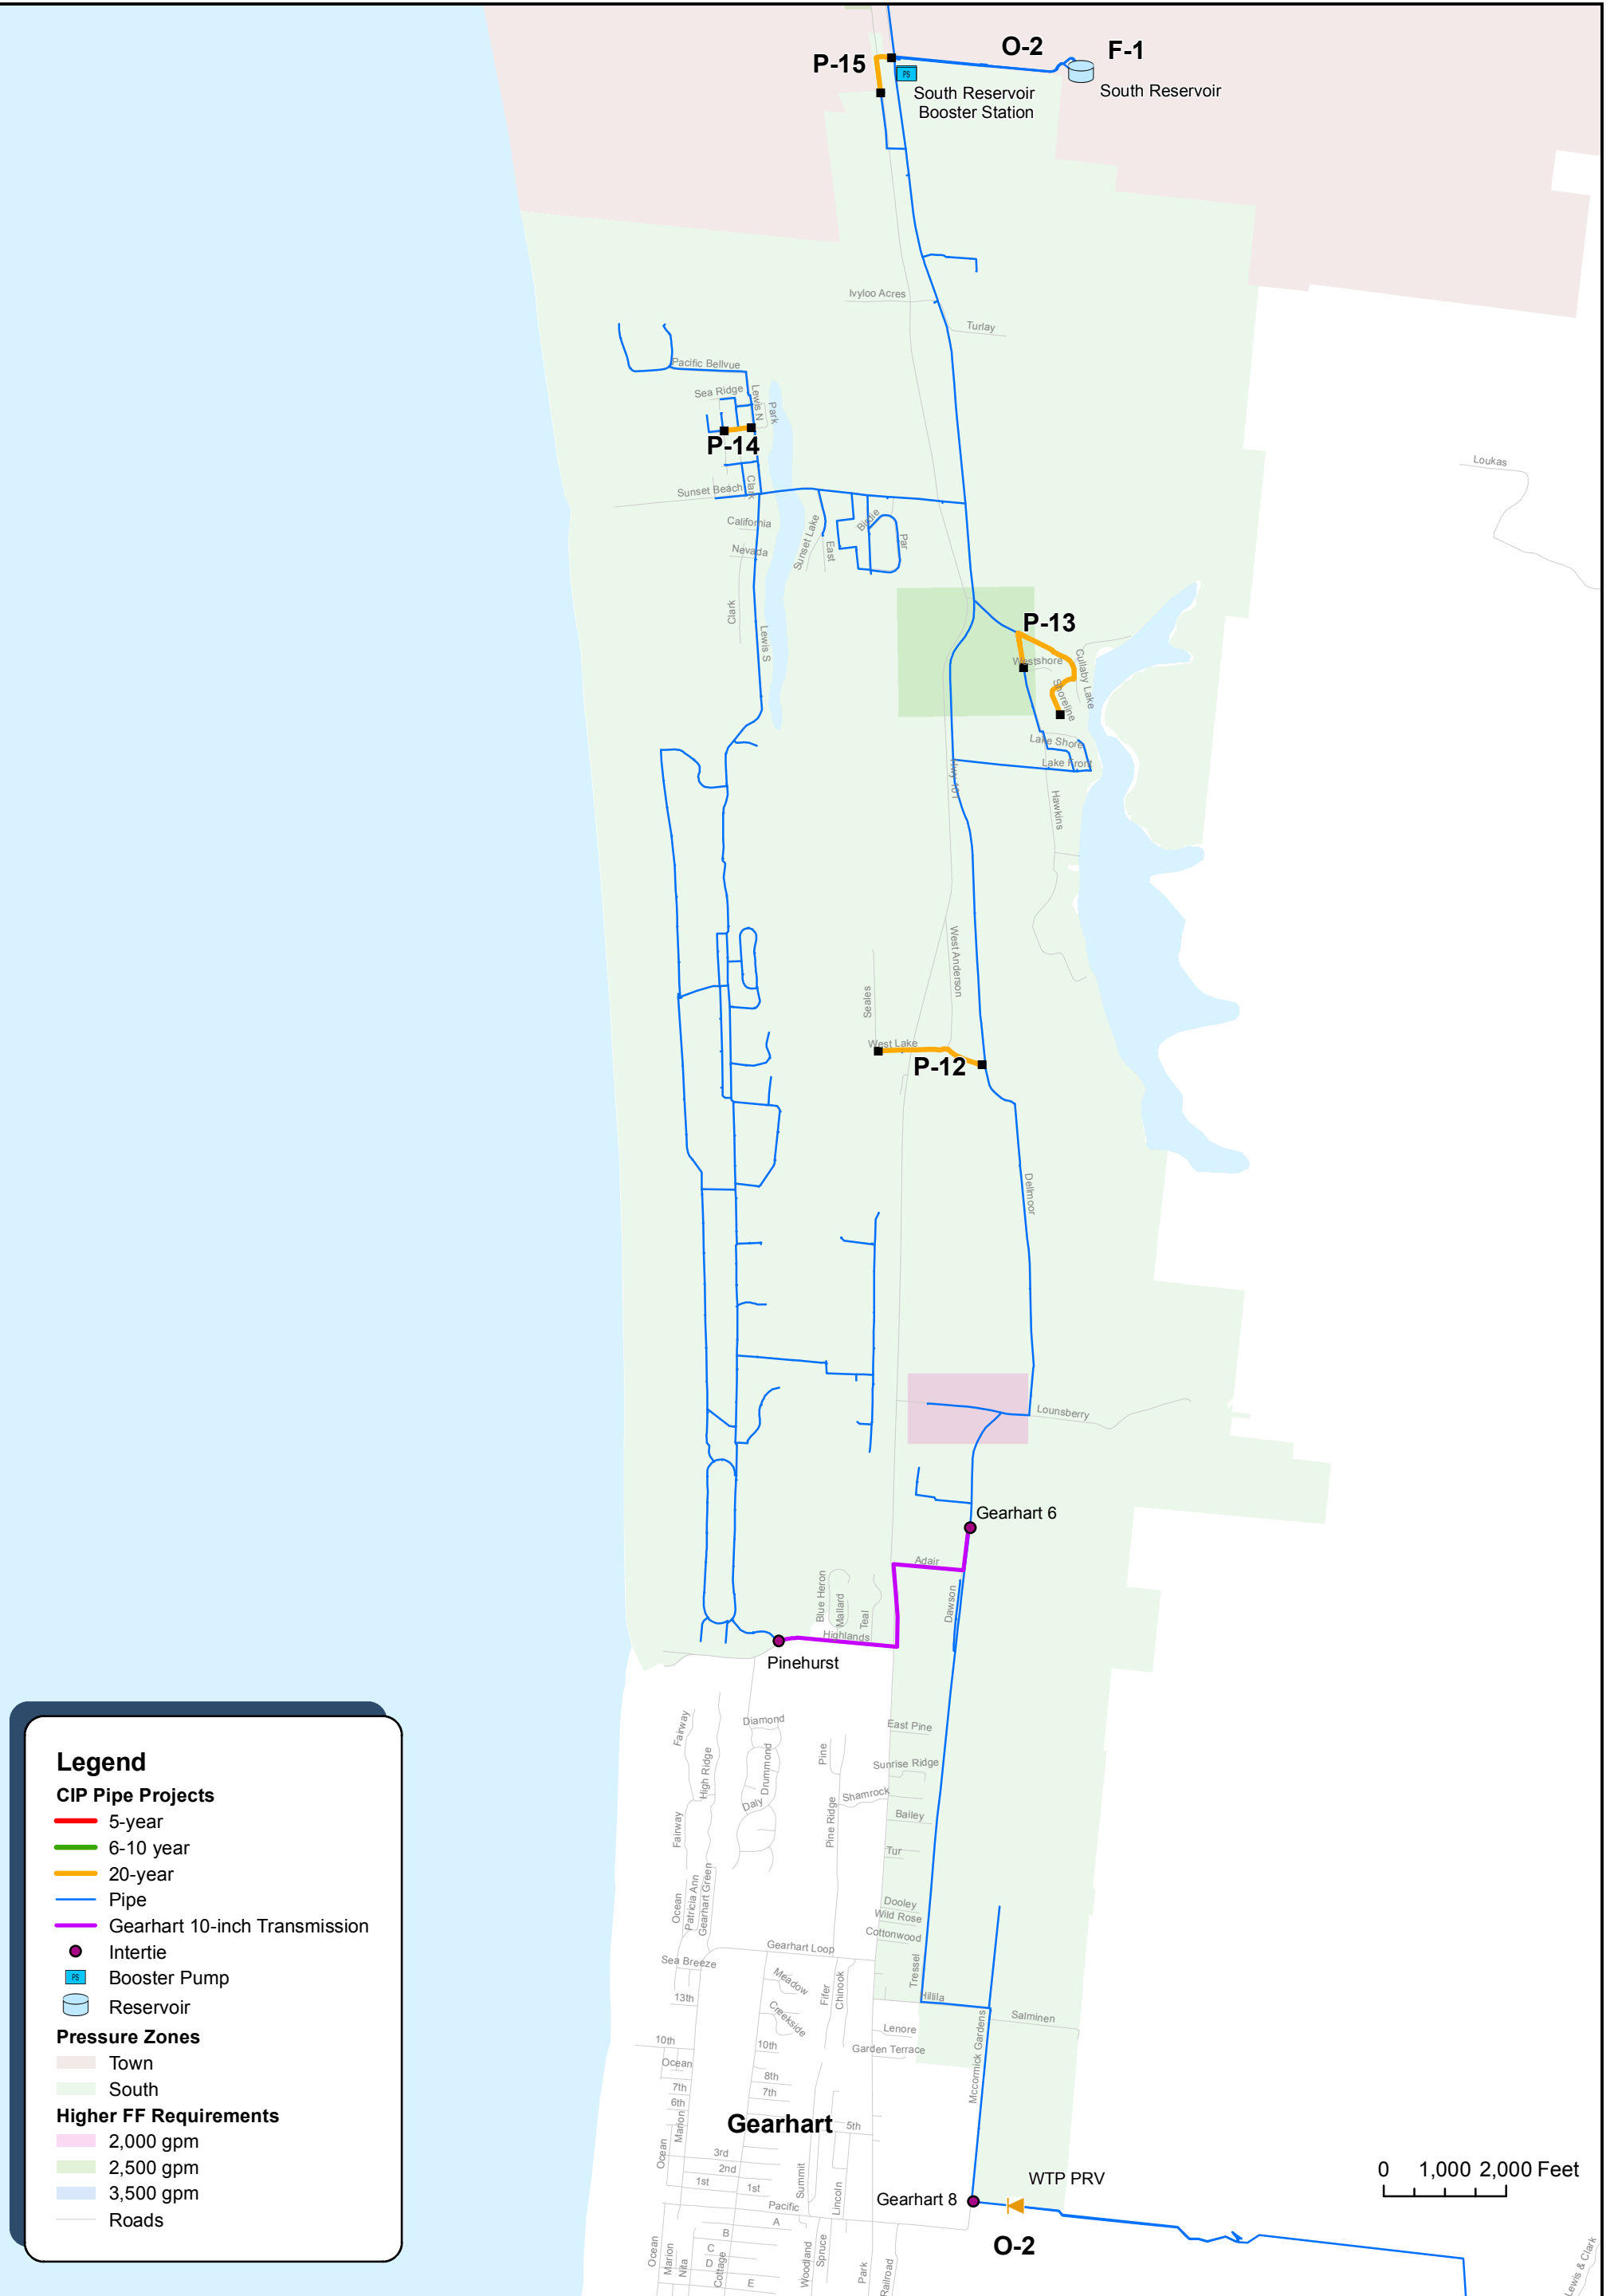 O-2
F-1
P-15
PS
South Reservoir
Booster Station
South Reservoir
Ivyloo Acres
Turlay
Pacific Bellvue
Sea Ridge
Lewis N
Park
P-14
Loukas
Sunset Beach
Clark
California
Nevada
Sunset Lake
East
Birdie
Par
Clark
Lewis S
P-13
Westshore
Cullaby Lake
Shoreline
Lake Shore
Lake Front
Hwy 101
Hawkins
West Anderson
Seales
West Lake
P-12
Dellmoor
Lounsberry
Gearhart 6
Adair
Blue Heron
Mallard
Teal
Dawson
Highlands
Pinehurst
Fairway
High Ridge
Diamond
Drummond
Daly
Pine
East Pine
Sunrise Ridge
Shamrock
Bailey
Pine Ridge
Fairway
Tur
Ocean
Patricia Ann
Gearhart Green
Dooley
Wild Rose
Cottonwood
Gearhart Loop
Sea Breeze
Tressel
Meadow
Fifer
Chinook
13th
Creekside
Hillila
Salminen
Mccormick Gardens
Lenore
Garden Terrace
10th
10th
Ocean
8th
7th
7th
6th
Marion
Gearhart
5th
Ocean
3rd
2nd
1st
1st
Summit
Lincoln
Pacific
A
B
C
D
E
Ocean
Marion
Nita
Cottage
Woodland
Spruce
Park
Railroad
Gearhart 8
WTP PRV
O-2
Lewis & Clark
0 1,000 2,000 Feet
Legend
CIP Pipe Projects
5-year
6-10 year
20-year
Pipe
Gearhart 10-inch Transmission
Intertie
PS
Booster Pump
Reservoir
Pressure Zones
Town
South
Higher FF Requirements
2,000 gpm
2,500 gpm
3,500 gpm
Roads